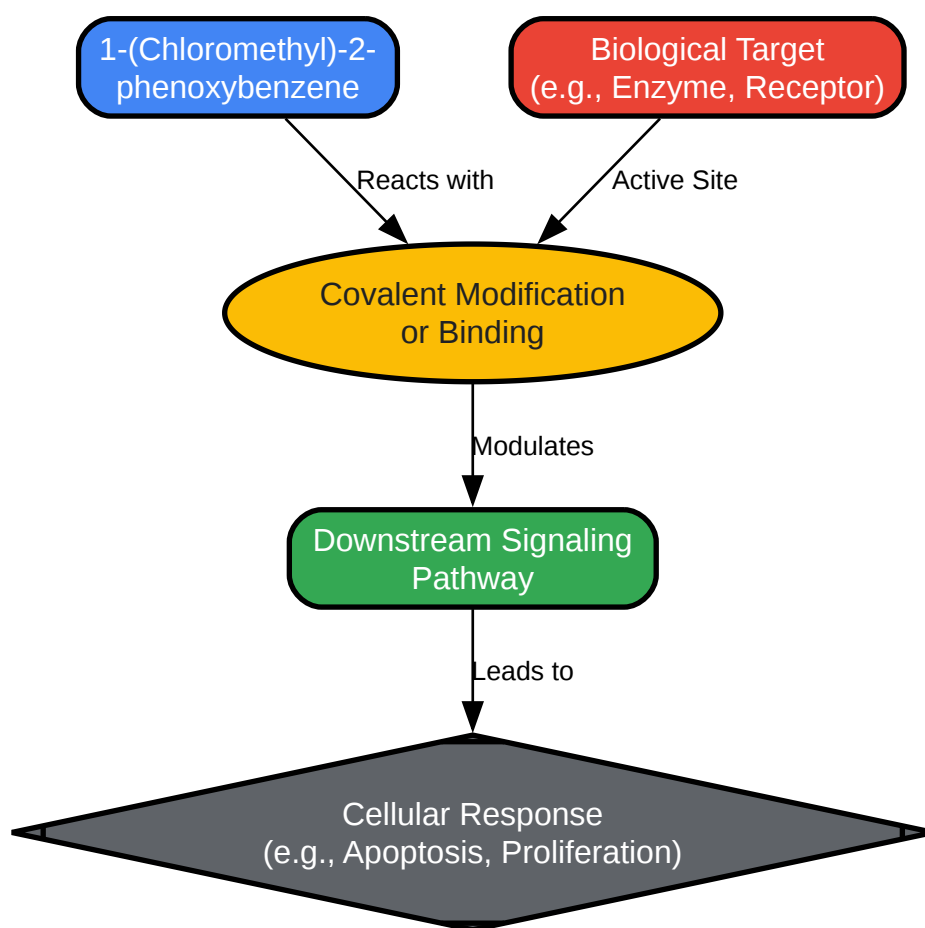 1-(Chloromethyl)-2-
phenoxybenzene
Biological Target
(e.g., Enzyme, Receptor)
Reacts with
Active Site
Covalent Modification
or Binding
Modulates
Downstream Signaling
Pathway
Leads to
Cellular Response
(e.g., Apoptosis, Proliferation)